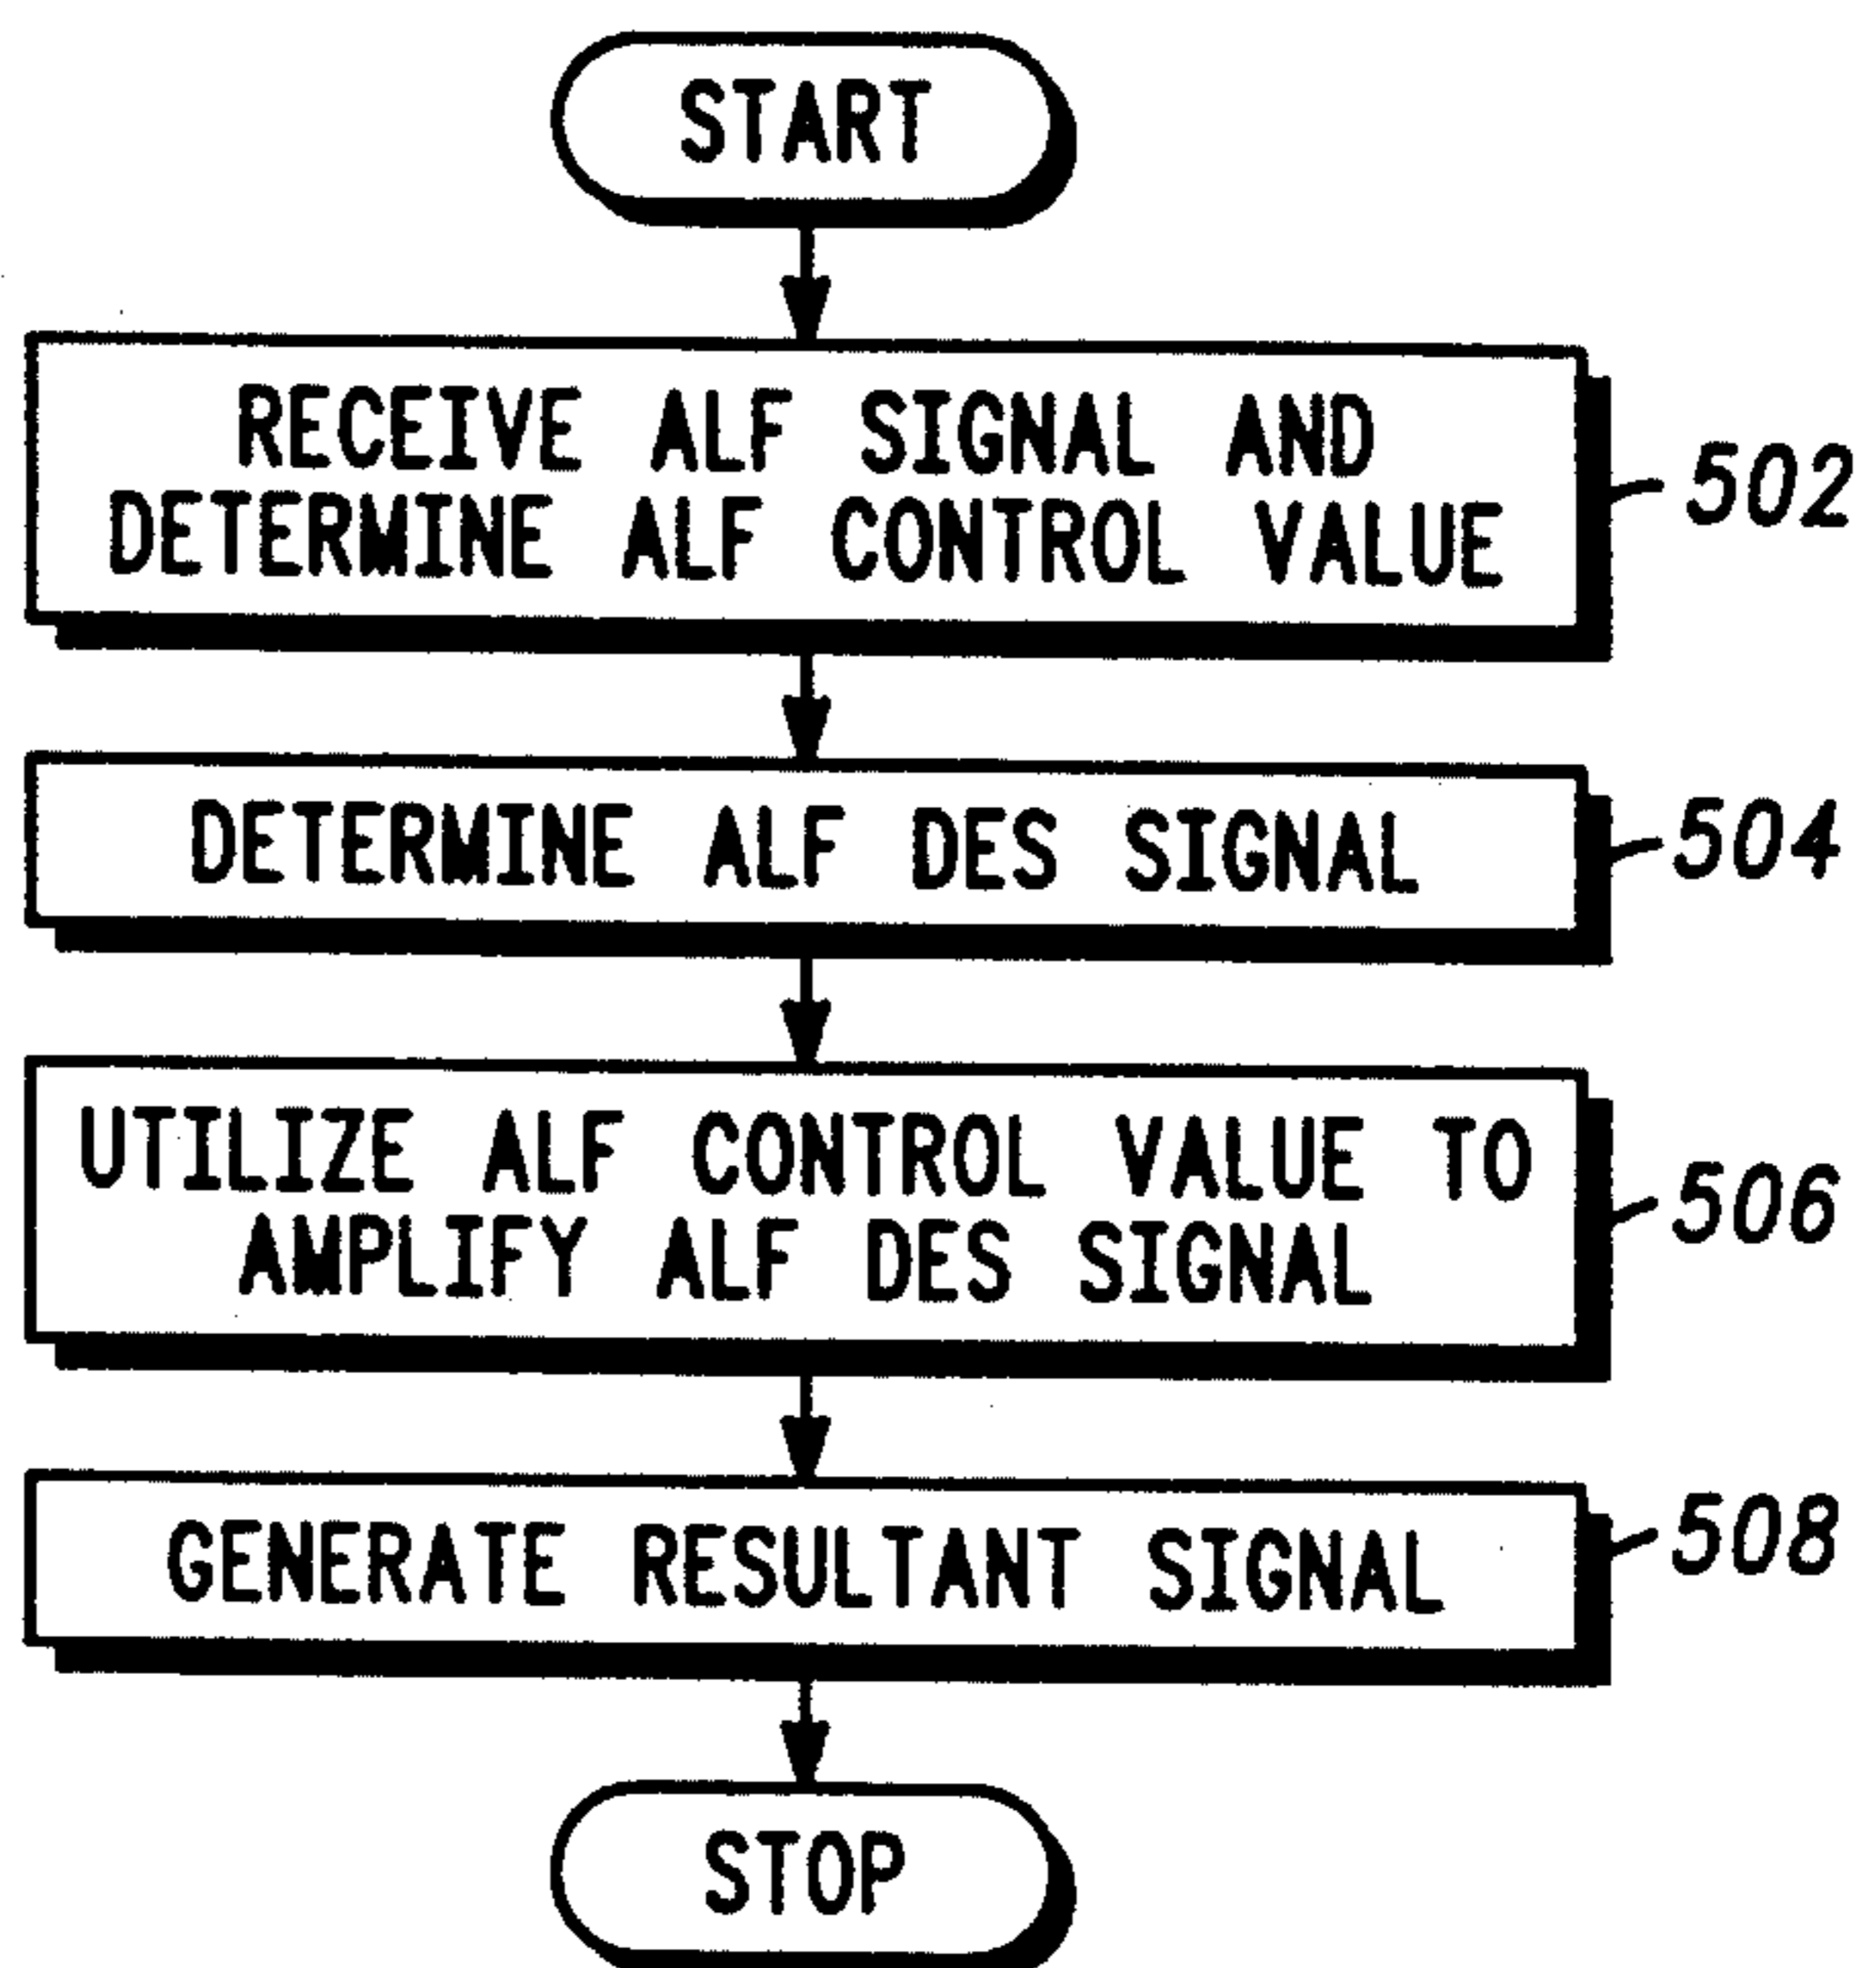 START
RECEIVE ALF SIGNAL AND
DETERMINE ALF CONTROL VALUE
502
DETERMINE ALF DES SIGNAL
504
UTILIZE ALF CONTROL VALUE TO
AMPLIFY ALF DES SIGNAL
506
GENERATE RESULTANT SIGNAL
508
STOP